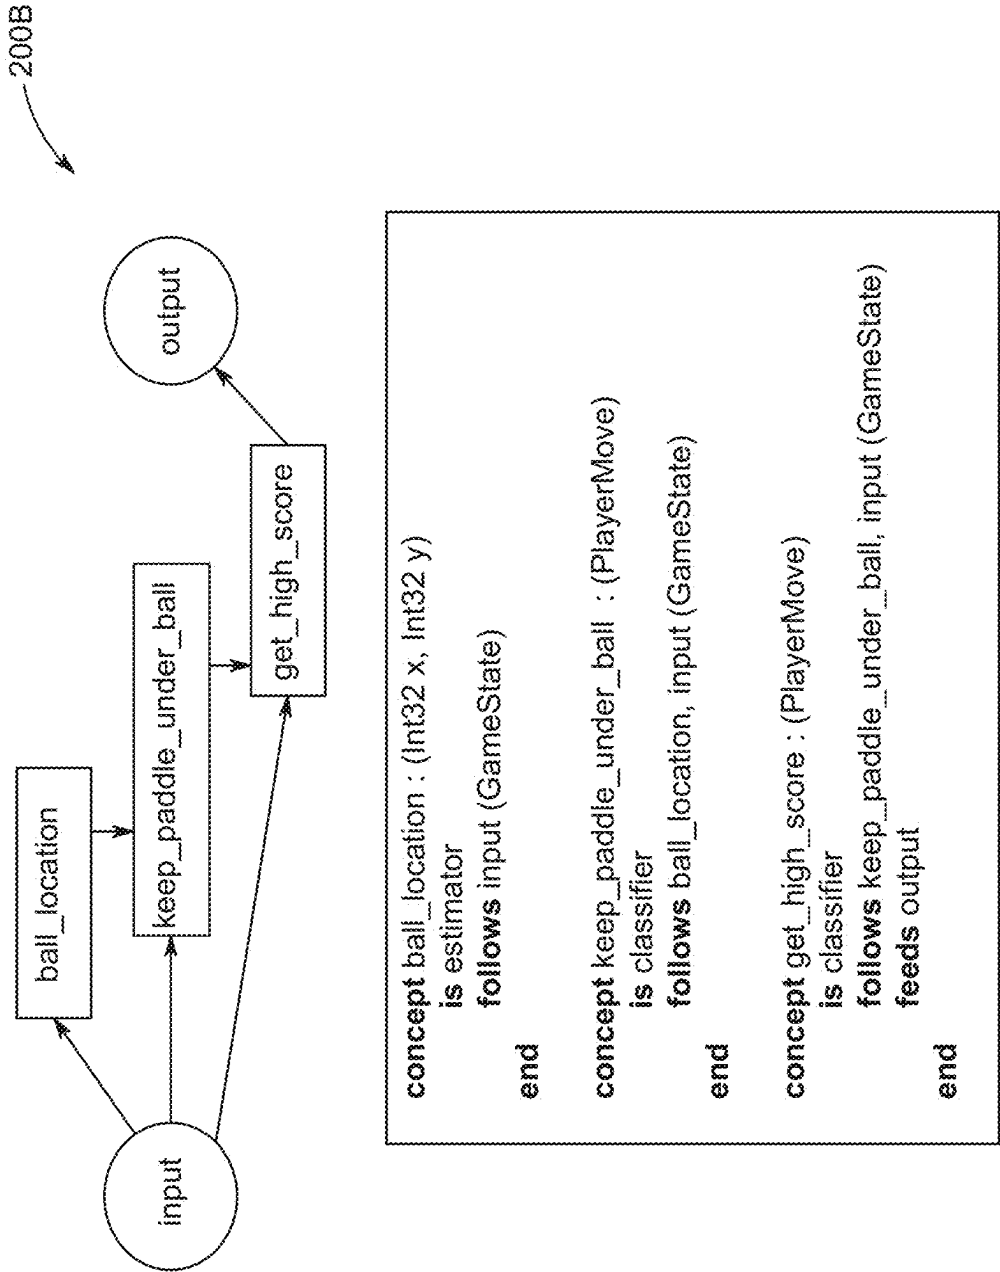 200B
ball_location
input
keep_paddle_under_ball
output
get_high_score
concept ball_location : (Int32 x, Int32 y)
is estimator
follows input (GameState)
end
concept keep_paddle_under_ball : (PlayerMove)
is classifier
follows ball_location, input (GameState)
end
concept get_high_score : (PlayerMove)
is classifier
follows keep_paddle_under_ball, input (GameState)
feeds output
end